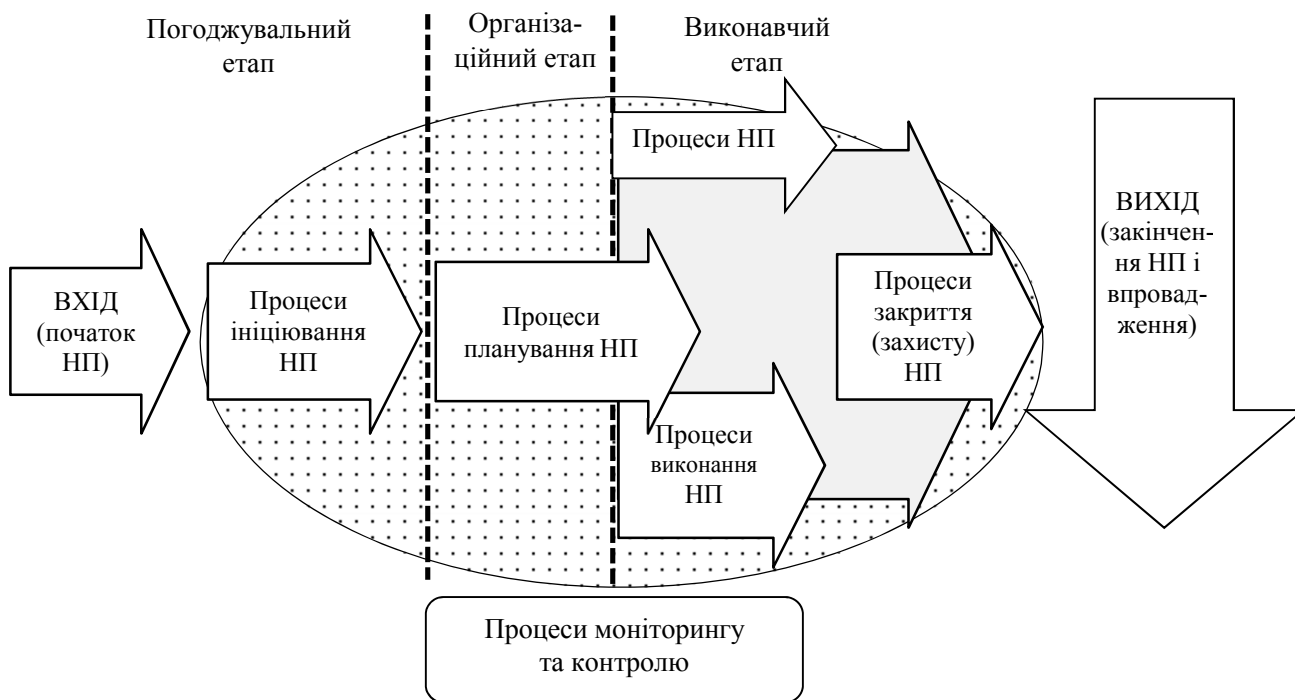 Погоджувальний
етап
Організа-
ційний етап
Виконавчий
етап
Процеси НП
ВХІД
(початок
НП)
Процеси
ініціювання
НП
Процеси
планування НП
Процеси
виконання
НП
Процеси
закриття
(захисту)
НП
ВИХІД
(закінчен-
ня НП і
впровад-
ження)
Процеси моніторингу
та контролю